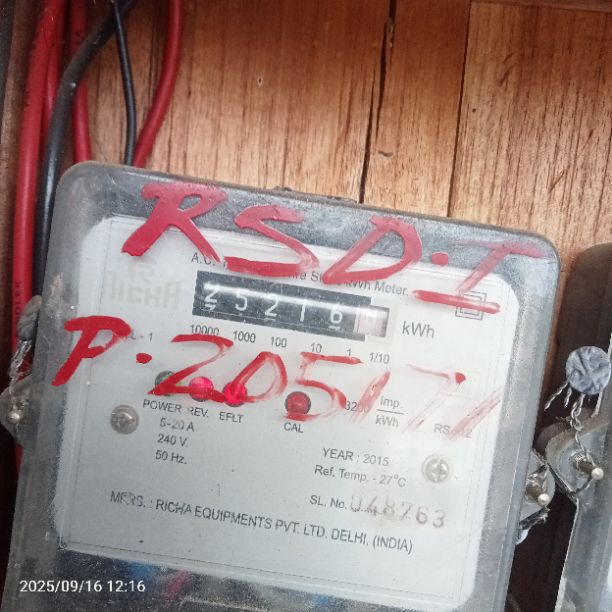 RSD-I
kWh Meter.
25216
kWh
10000 1000 100 10 1 1/10
P-205171
POWER REV. EFLT CAL
3200 Imp./kWh
5-20 A
240 V.
50 Hz.
YEAR : 2015
Ref. Temp. - 27°C
SL. No. 048763
MFRS. : RICHA EQUIPMENTS PVT. LTD. DELHI, (INDIA)
2025/09/16 12:16